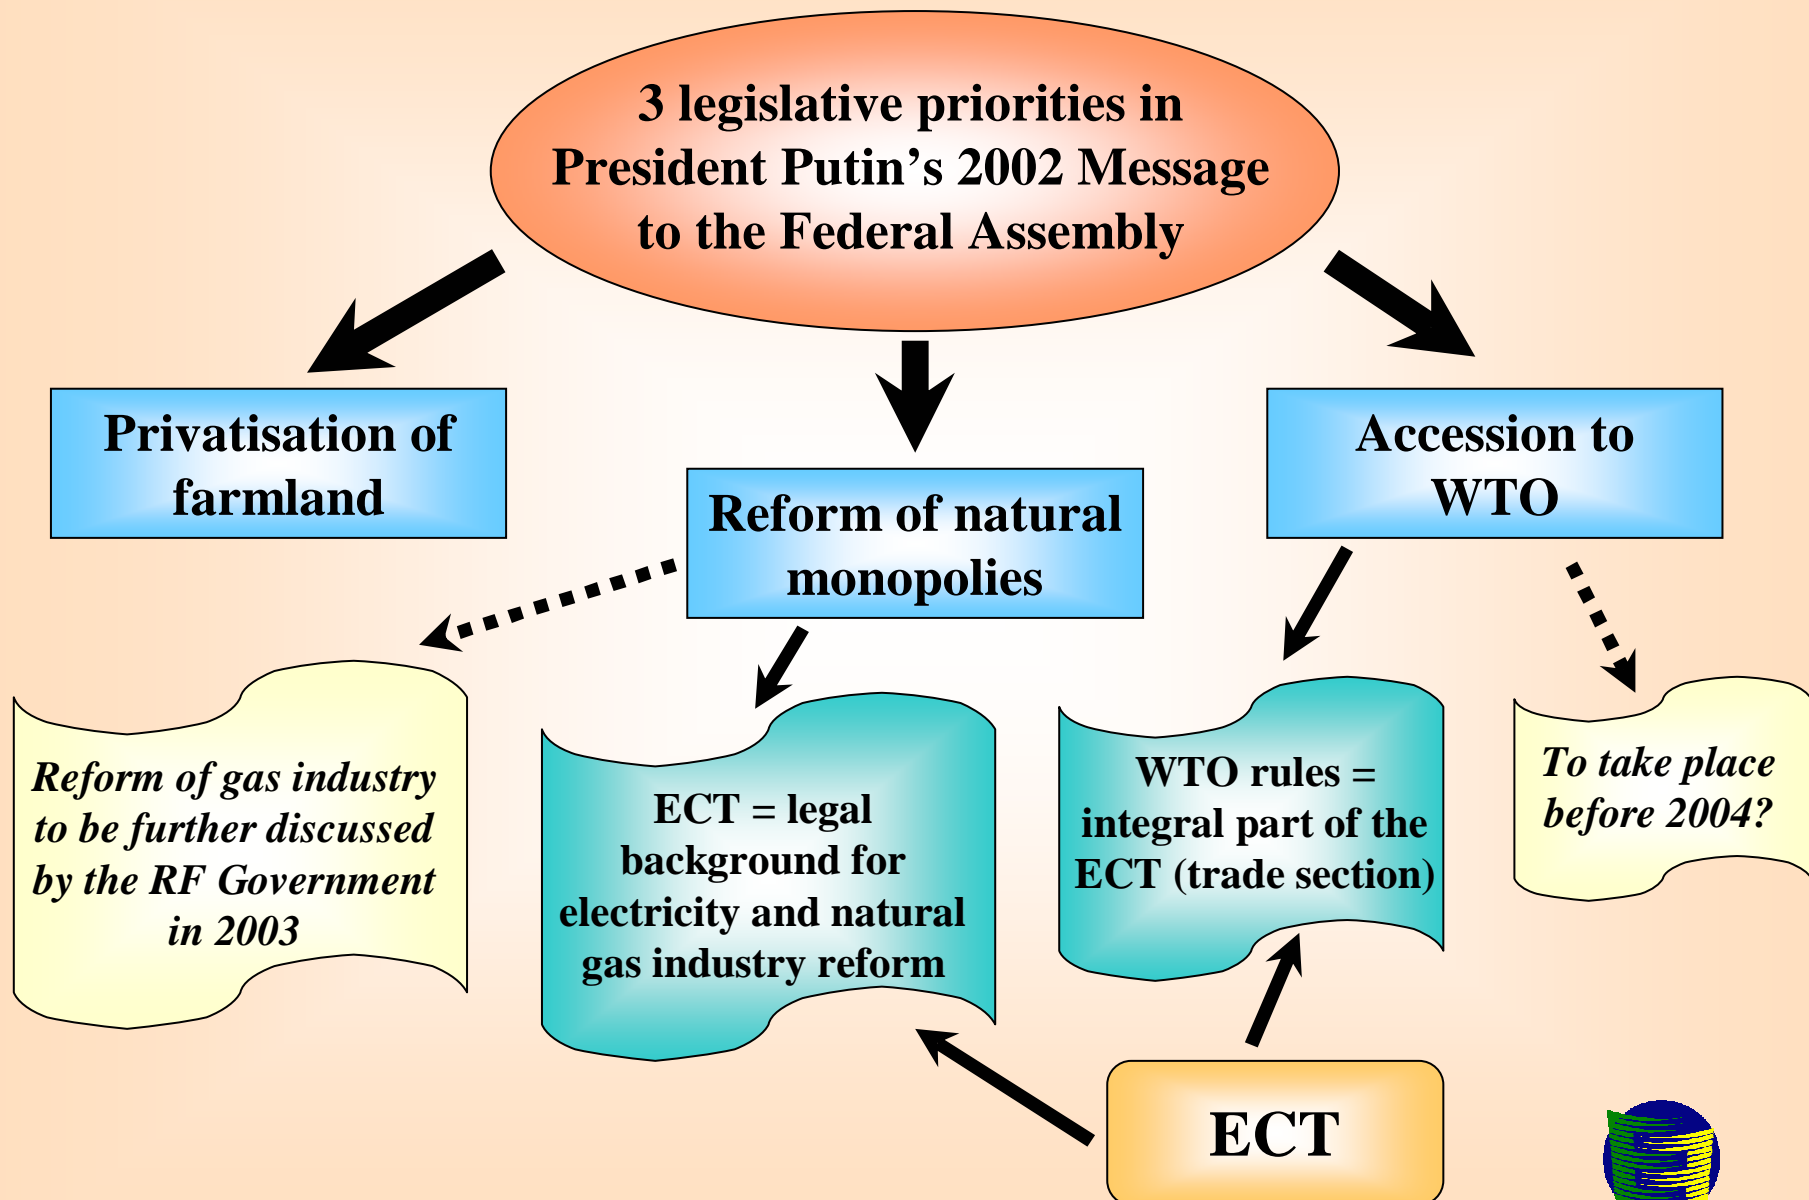 3 legislative priorities in
President Putin’s 2002 Message
to the Federal Assembly
Privatisation of
farmland
Reform of natural
monopolies
Accession to
WTO
Reform of gas industry
to be further discussed
by the RF Government
in 2003
ECT = legal
background for
electricity and natural
gas industry reform
WTO rules =
integral part of the
ECT (trade section)
To take place
before 2004?
ECT